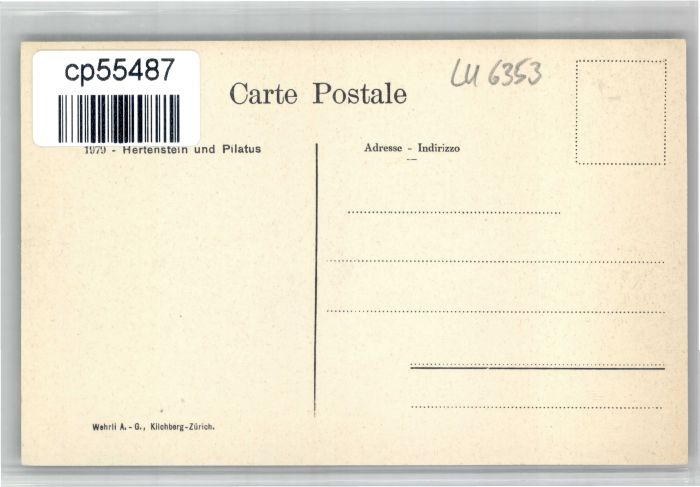 cp55487
LU 6353
Carte Postale
1979 - Hertenstein und Pilatus
Adresse - Indirizzo
Wehrli A.-G., Kilchberg-Zürich.